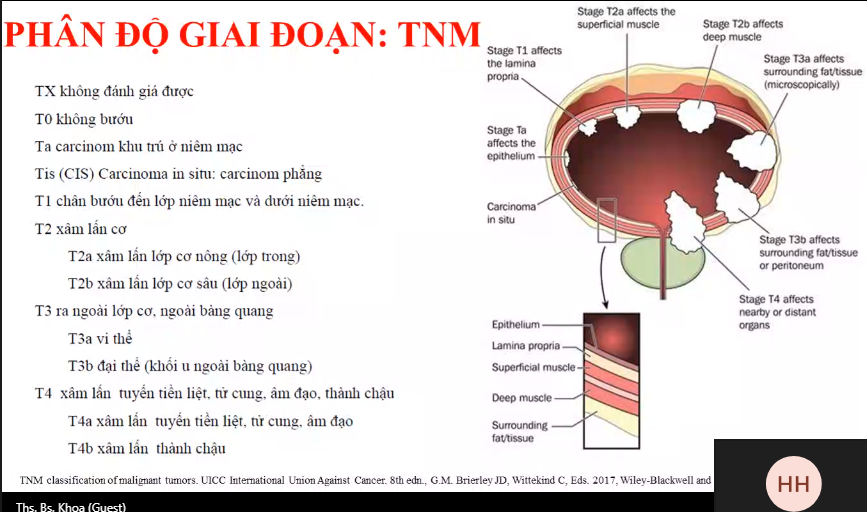 PHÂN ĐỘ GIAI ĐOẠN: TNM
TX không đánh giá được
T0 không bướu
Ta carcinom khu trú ở niêm mạc
Tis (CIS) Carcinoma in situ: carcinom phẳng
T1 chân bướu đến lớp niêm mạc và dưới niêm mạc.
T2 xâm lấn cơ
T2a xâm lấn lớp cơ nông (lớp trong)
T2b xâm lấn lớp cơ sâu (lớp ngoài)
T3 ra ngoài lớp cơ, ngoài bàng quang
T3a vi thể
T3b đại thể (khối u ngoài bàng quang)
T4 xâm lấn tuyến tiền liệt, tử cung, âm đạo, thành chậu
T4a xâm lấn tuyến tiền liệt, tử cung, âm đạo
T4b xâm lấn thành chậu
Stage T2a affects the
superficial muscle
Stage T2b affects
deep muscle
Stage T1 affects
the lamina
propria
Stage T3a affects
surrounding fat/tissue
(microscopically)
Stage Ta
affects the
epithelium
Carcinoma
in situ
Stage T3b affects
surrounding fat/tissue
or peritoneum
Stage T4 affects
nearby or distant
organs
Epithelium
Lamina propria
Superficial muscle
Deep muscle
Surrounding
fat/tissue
TNM classification of malignant tumors. UICC International Union Against Cancer. 8th edn., G.M. Brierley JD, Wittekind C, Eds. 2017, Wiley-Blackwell and
HH
Ths. Bs. Khoa (Guest)